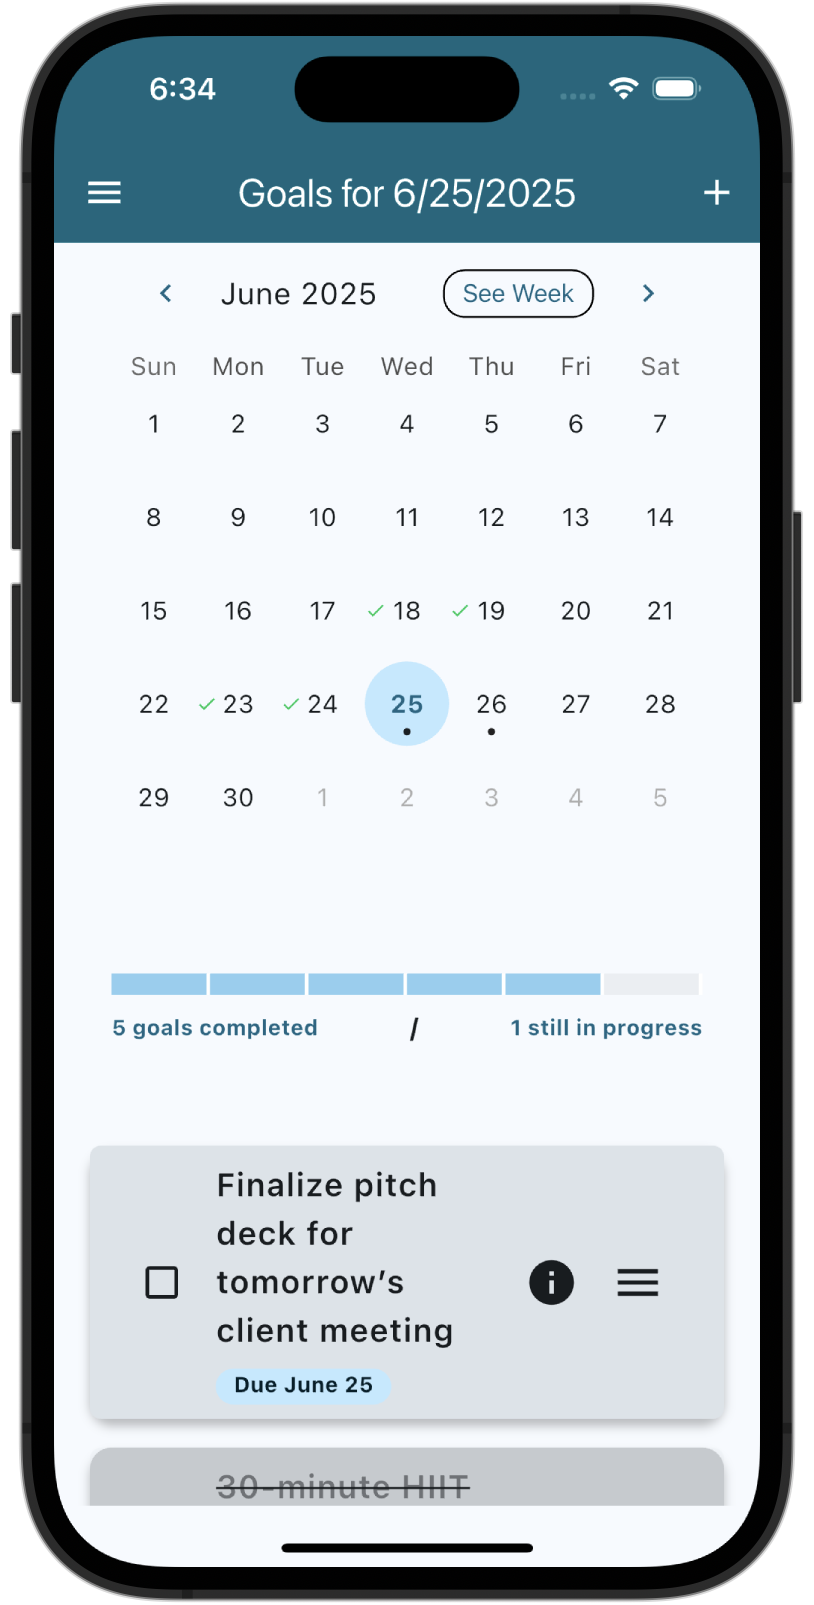 6:34
Goals for 6/25/2025
June 2025 See Week
Sun Mon Tue Wed Thu Fri Sat
1 2 3 4 5 6 7
8 9 10 11 12 13 14
15 16 17 18 19 20 21
22 23 24 25 26 27 28
29 30 1 2 3 4 5
5 goals completed / 1 still in progress
Finalize pitch
deck for
tomorrow’s
client meeting
Due June 25
30-minute HIIT